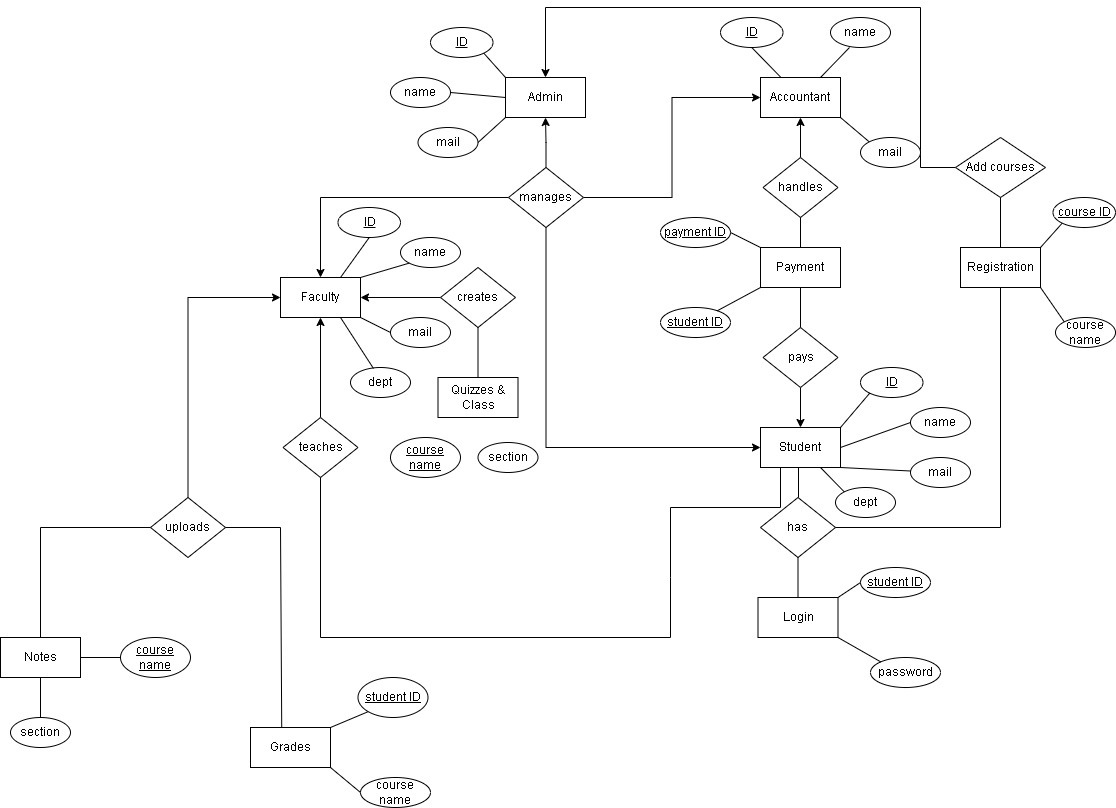 ID
name
mail
Admin
ID
name
Accountant
mail
Add courses
handles
manages
course ID
Registration
course
name
payment ID
Payment
student ID
ID
name
Faculty
mail
dept
creates
Quizzes &
Class
course
name
section
teaches
pays
ID
name
Student
mail
dept
has
uploads
student ID
Login
password
Notes
course
name
section
student ID
Grades
course
name